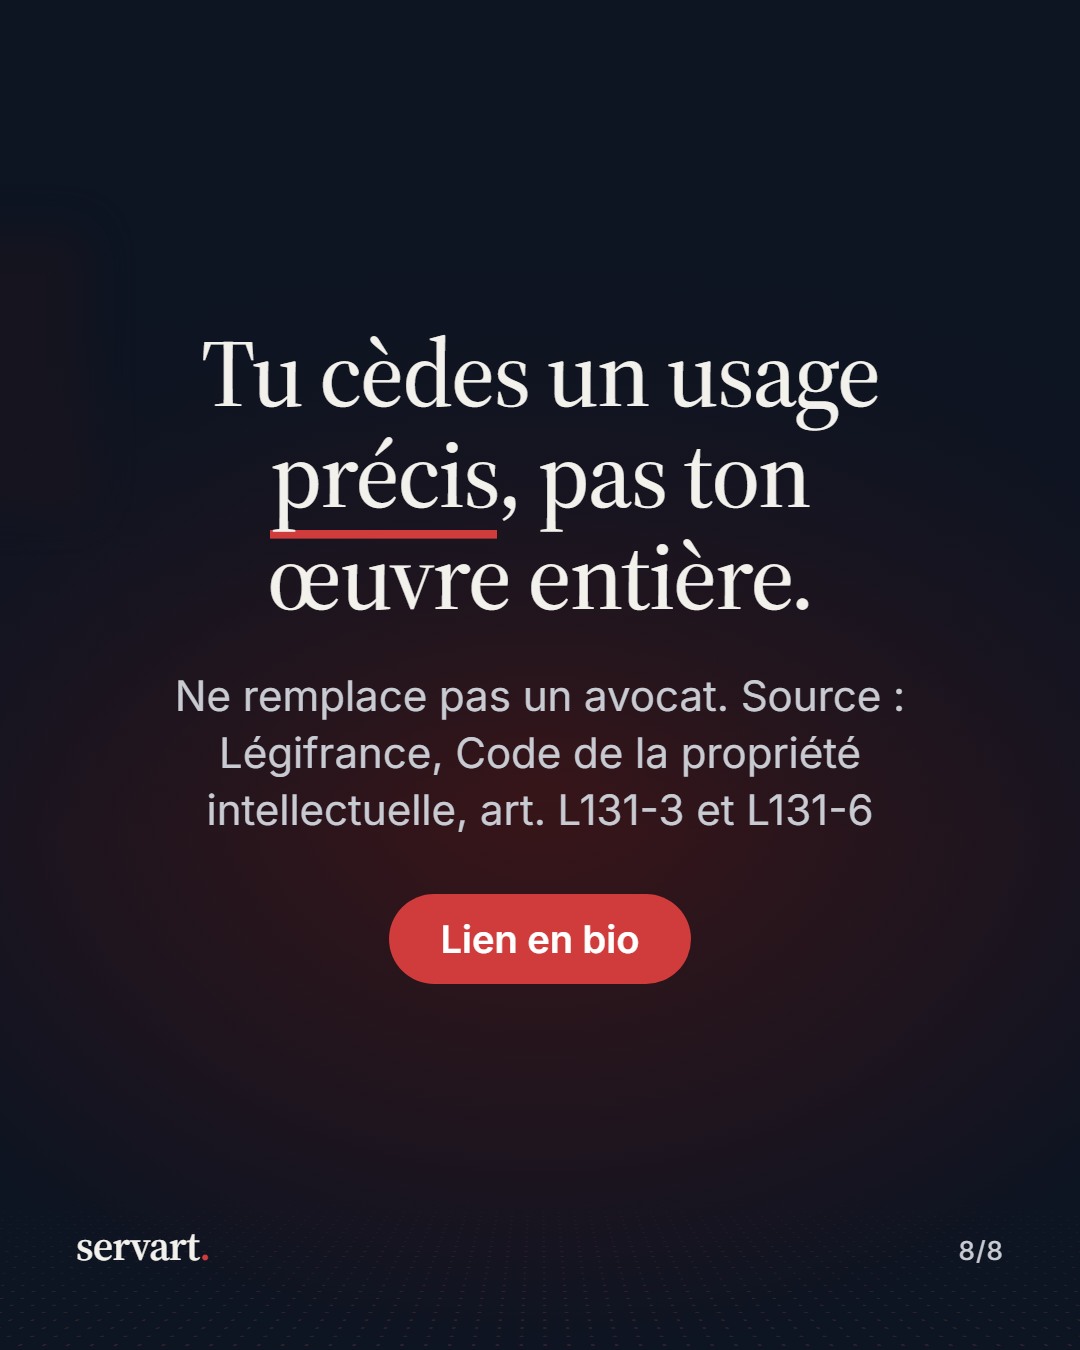 Tu cèdes un usage
précis, pas ton
œuvre entière.
Ne remplace pas un avocat. Source :
Légifrance, Code de la propriété
intellectuelle, art. L131-3 et L131-6
Lien en bio
servart.
8/8